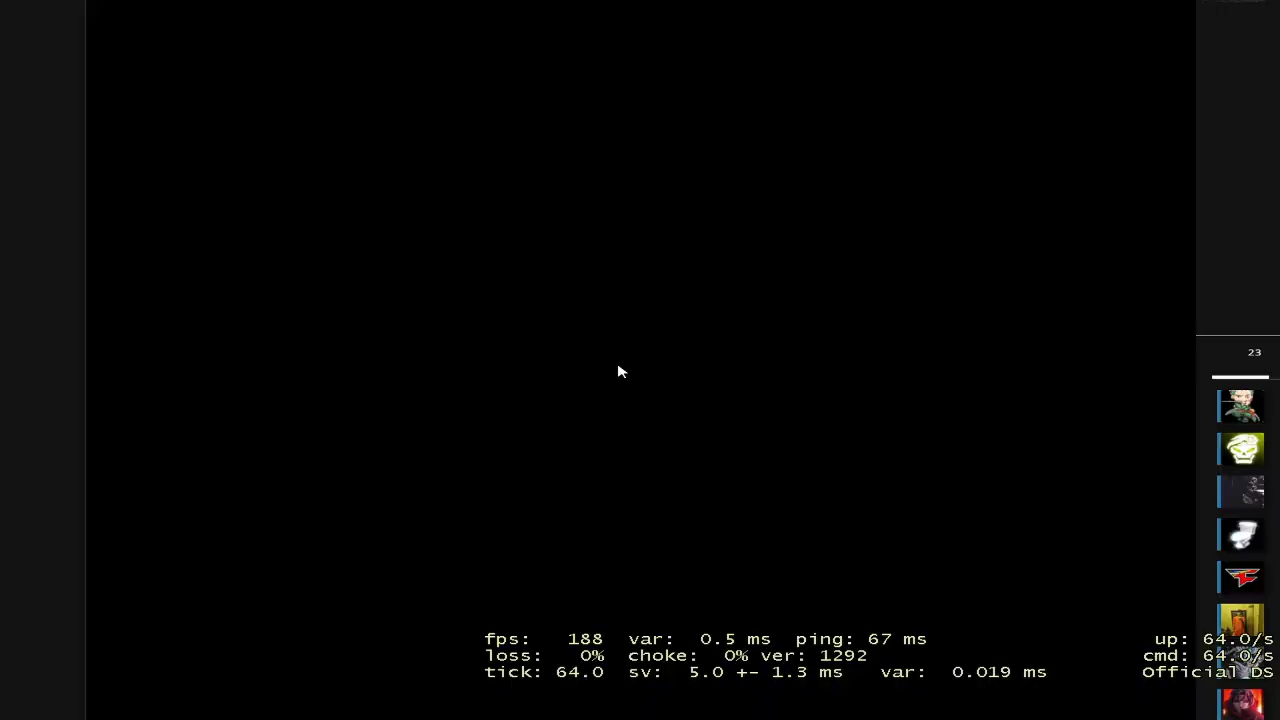 23
fps: 188 var: 0.5 ms ping: 67 ms up: 64.0/s
loss: 0% choke: 0% ver: 1292 cmd: 64.0/s
tick: 64.0 sv: 5.0 +- 1.3 ms var: 0.019 ms Official DS